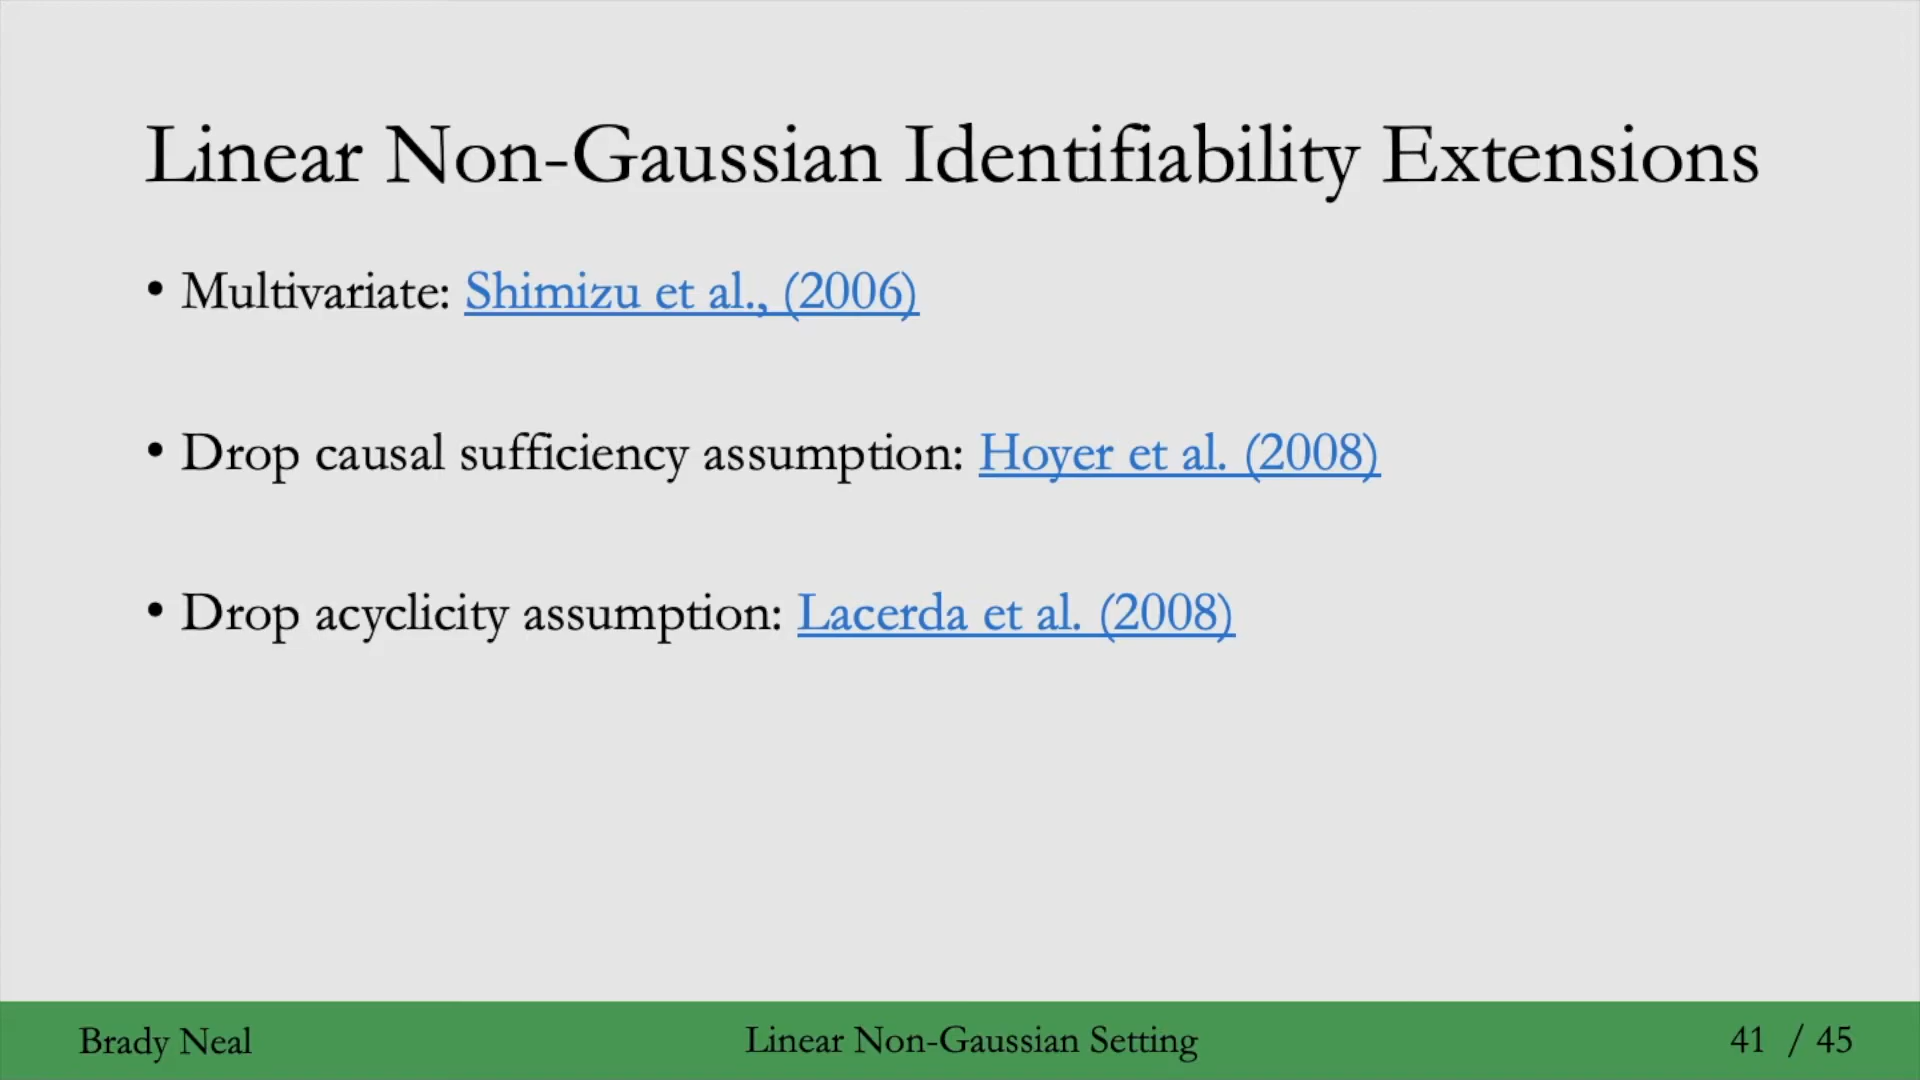 Linear Non-Gaussian Identifiability Extensions
• Multivariate: Shimizu et al., (2006)
• Drop causal sufficiency assumption: Hoyer et al. (2008)
• Drop acyclicity assumption: Lacerda et al. (2008)
Brady Neal
Linear Non-Gaussian Setting
41 / 45